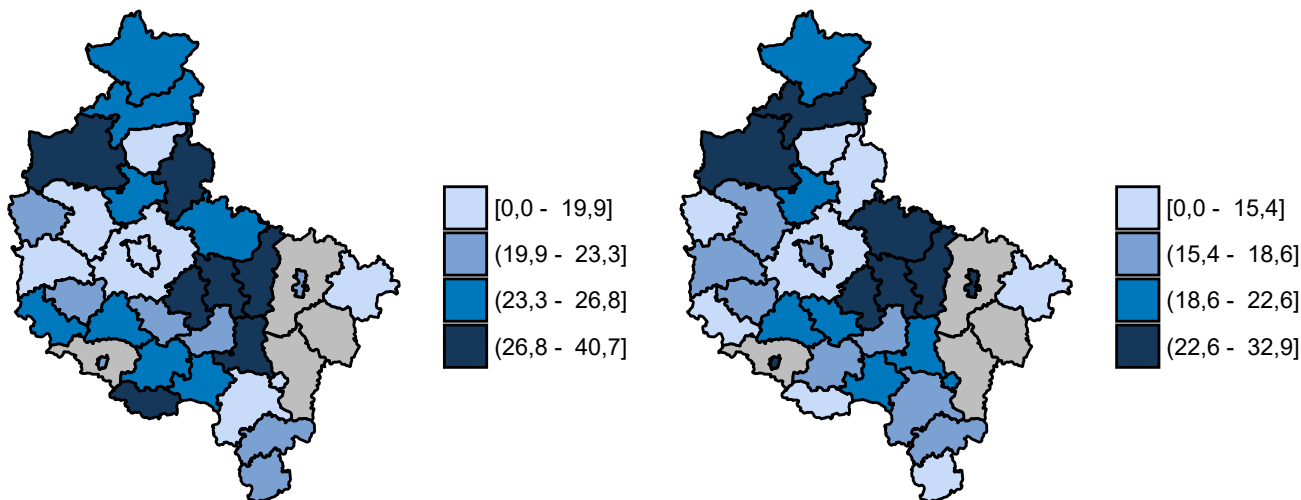 [0,0 - 19,9]
(19,9 - 23,3]
(23,3 - 26,8]
(26,8 - 40,7]
[0,0 - 15,4]
(15,4 - 18,6]
(18,6 - 22,6]
(22,6 - 32,9]